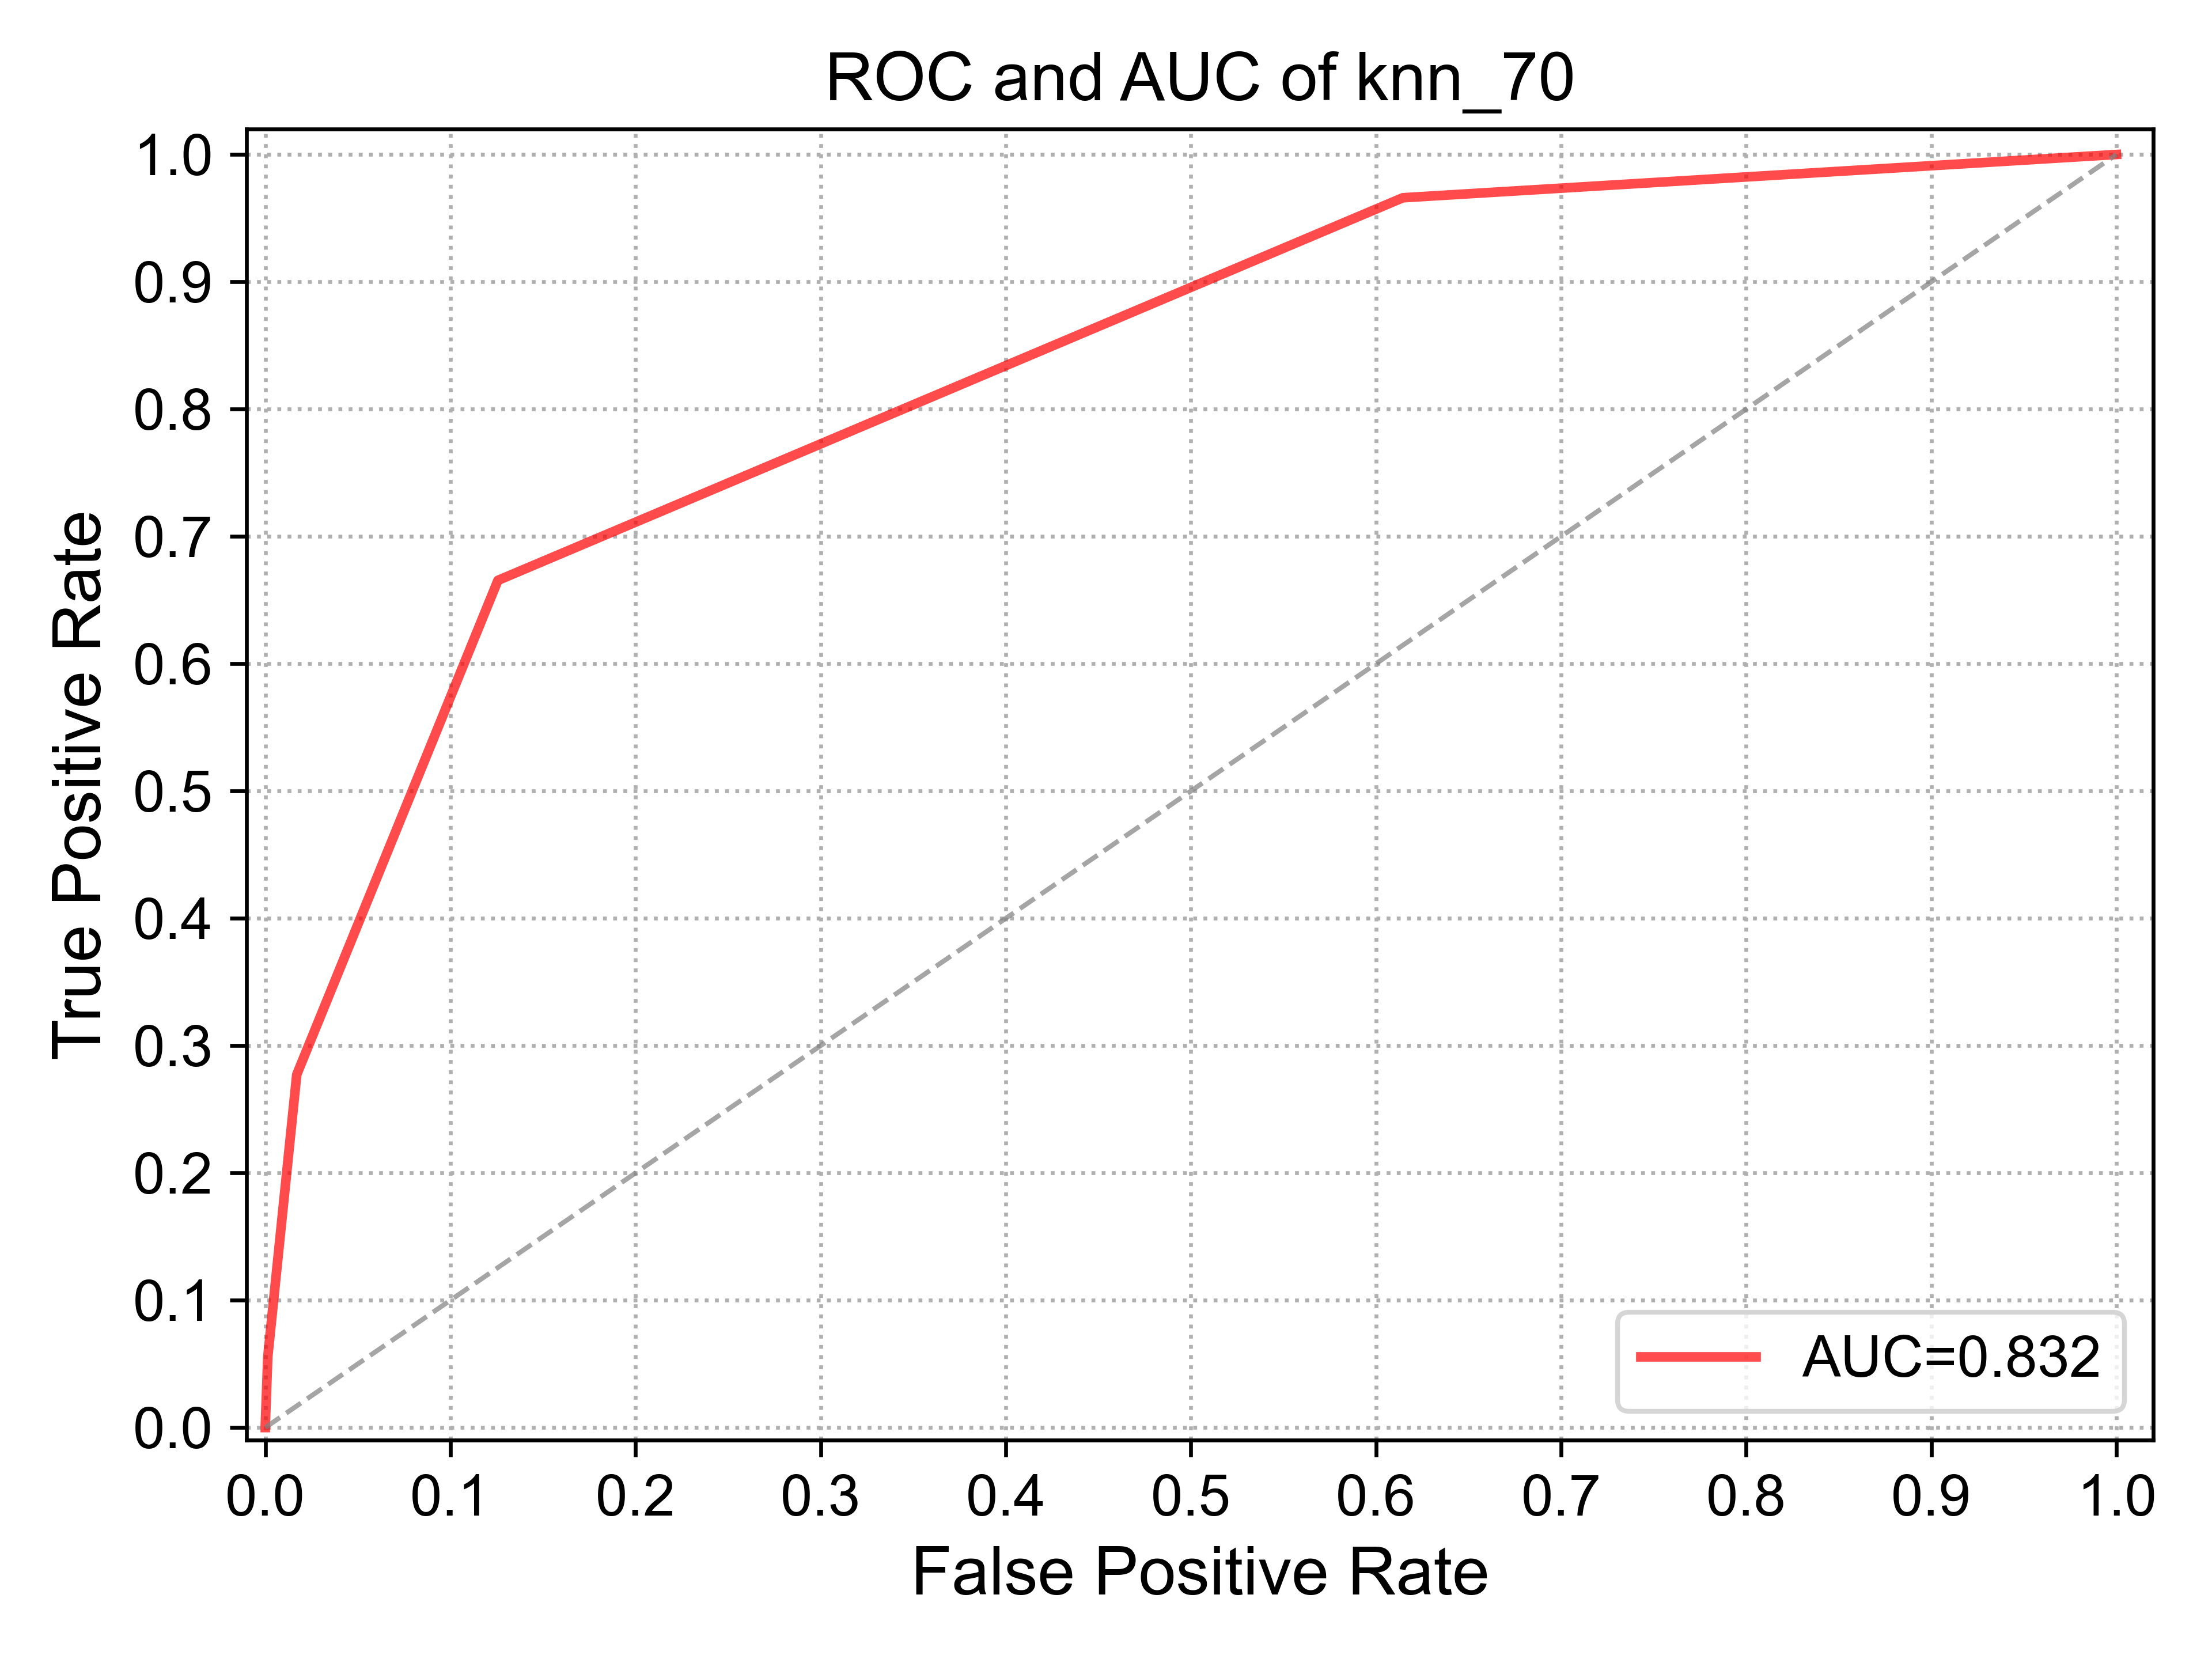 ROC and AUC of knn_70
True Positive Rate
1.0
0.9
0.8
0.7
0.6
0.5
0.4
0.3
0.2
0.1
0.0
AUC=0.832
0.0 0.1 0.2 0.3 0.4 0.5 0.6 0.7 0.8 0.9 1.0
False Positive Rate